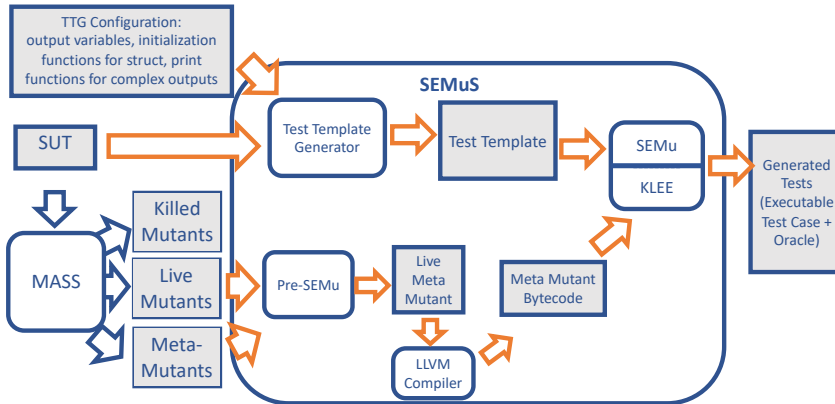 TTG Configuration:
output variables, initialization
functions for struct, print
functions for complex outputs
SEMuS
SUT
Test Template
Generator
Test Template
SEMu
KLEE
Generated
Tests
(Executable
Test Case +
Oracle)
Killed
Mutants
MASS
Live
Mutants
Meta-
Mutants
Pre-SEMu
Live
Meta
Mutant
Meta Mutant
Bytecode
LLVM
Compiler